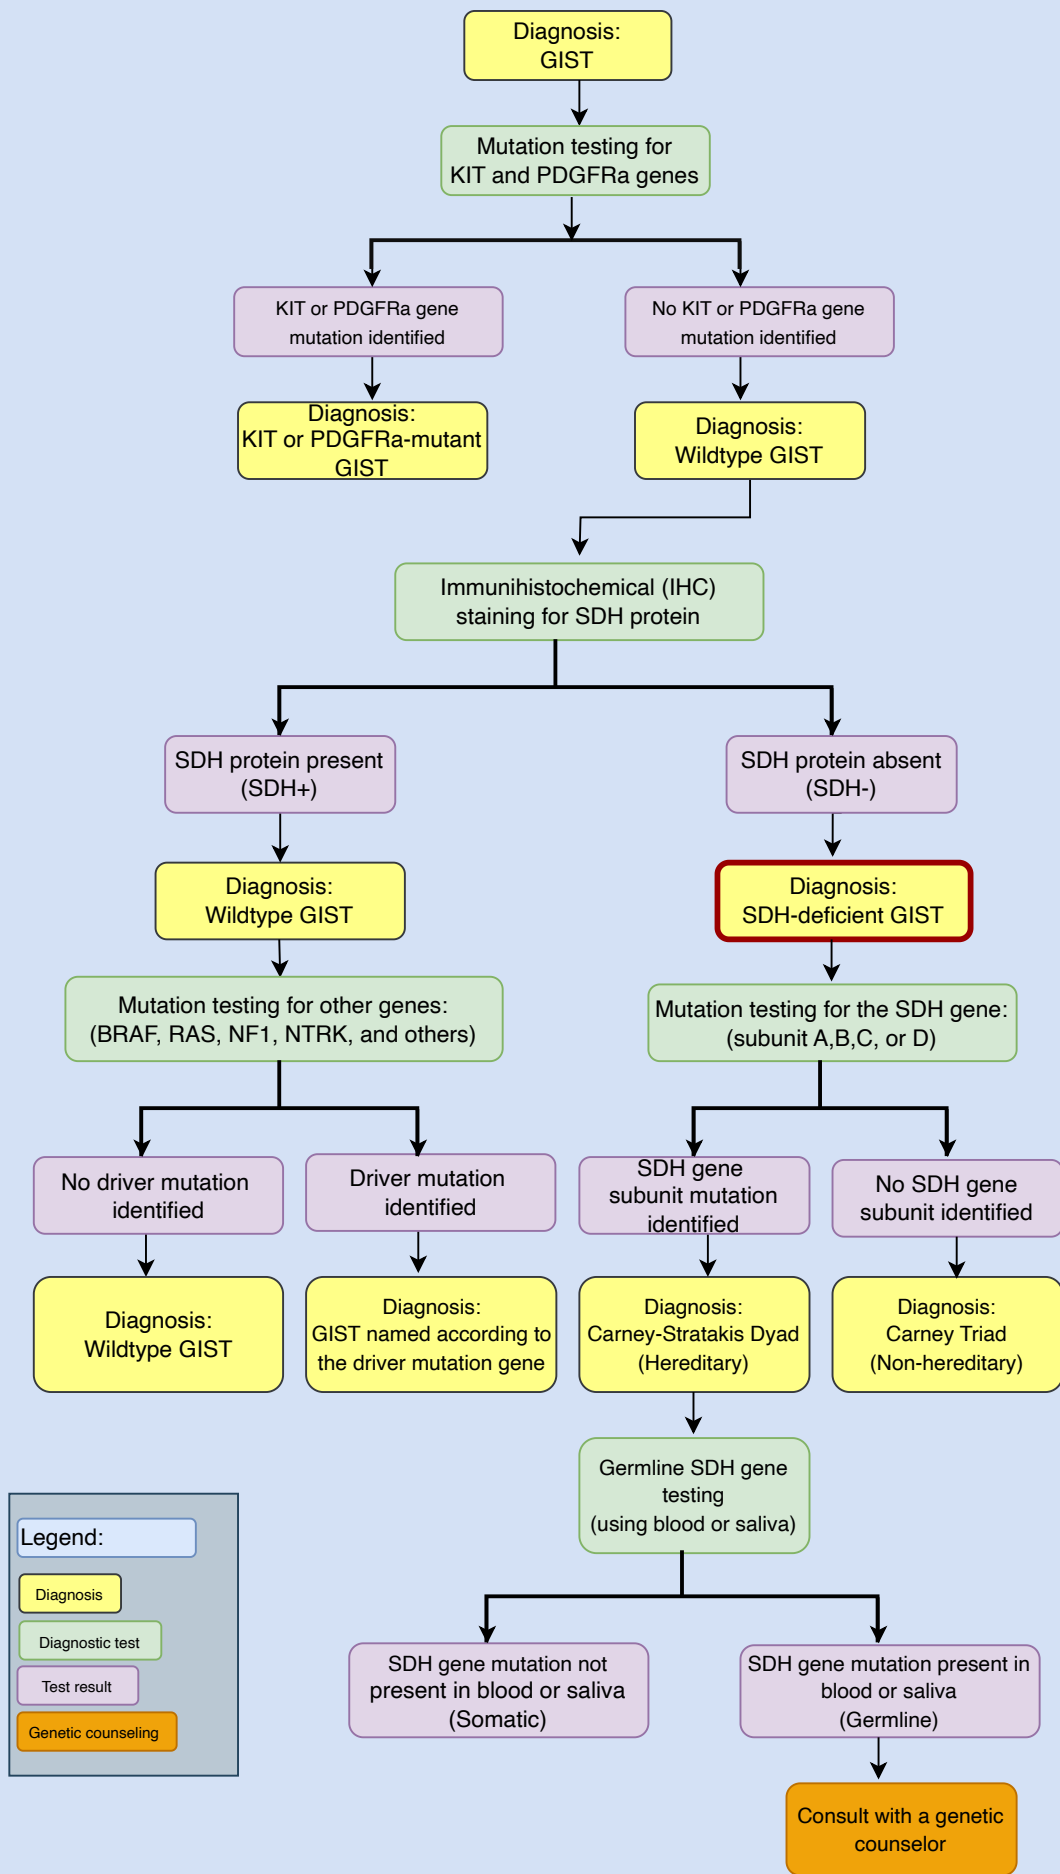 Diagnosis:
GIST
Mutation testing for
KIT and PDGFRa genes
KIT or PDGFRa gene
mutation identified
No KIT or PDGFRa gene
mutation identified
Diagnosis:
KIT or PDGFRa-mutant
GIST
Diagnosis:
Wildtype GIST
Immunihistochemical (IHC)
staining for SDH protein
SDH protein present
(SDH+)
SDH protein absent
(SDH-)
Diagnosis:
Wildtype GIST
Diagnosis:
SDH-deficient GIST
Mutation testing for other genes:
(BRAF, RAS, NF1, NTRK, and others)
Mutation testing for the SDH gene:
(subunit A,B,C, or D)
No driver mutation
identified
Driver mutation
identified
SDH gene
subunit mutation
identified
No SDH gene
subunit identified
Diagnosis:
Wildtype GIST
Diagnosis:
GIST named according to
the driver mutation gene
Diagnosis:
Carney-Stratakis Dyad
(Hereditary)
Diagnosis:
Carney Triad
(Non-hereditary)
Germline SDH gene
testing
(using blood or saliva)
Legend:
Diagnosis
Diagnostic test
Test result
Genetic counseling
SDH gene mutation not
present in blood or saliva
(Somatic)
SDH gene mutation present in
blood or saliva
(Germline)
Consult with a genetic
counselor